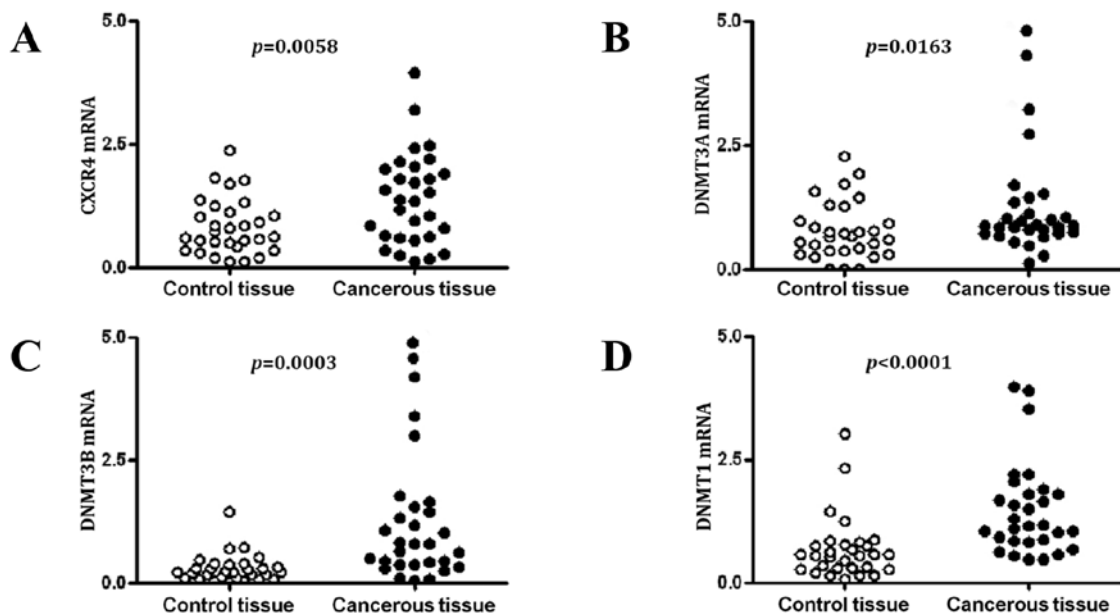 A
CXCR4 mRNA
5.0
2.5
0.0
p=0.0058
Control tissue
Cancerous tissue
B
DNMT3A mRNA
5.0
2.5
0.0
p=0.0163
Control tissue
Cancerous tissue
C
DNMT3B mRNA
5.0
2.5
0.0
p=0.0003
Control tissue
Cancerous tissue
D
DNMT1 mRNA
5.0
2.5
0.0
p<0.0001
Control tissue
Cancerous tissue